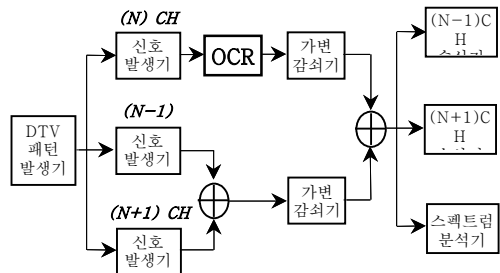 (N) CH
신호
발생기
OCR
가변
감쇠기
(N-1)C
H
DTV
패턴
발생기
(N-1)
신호
발생기
(N+1)C
H
(N+1) CH
신호
발생기
가변
감쇠기
스펙트럼
분석기